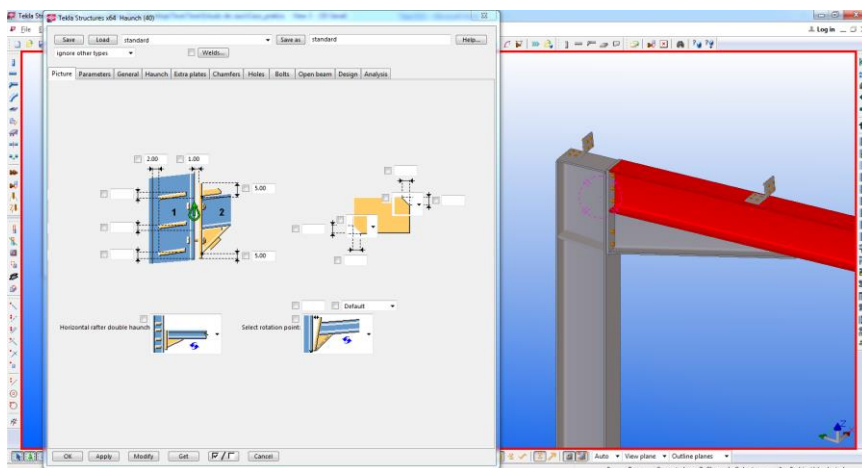 Tekla Structures x64 Haunch (40)
Save Load standard Save as standard Help...
ignore other types Welds...
Picture Parameters General Haunch Extra plates Chamfers Holes Bolts Open beam Design Analysis
2.00 1.00
5.00
1 2
5.00
Default
Horizontal rafter double haunch Select rotation point:
OK Apply Modify Get Cancel
Log in
Z
Auto View plane Outline planes